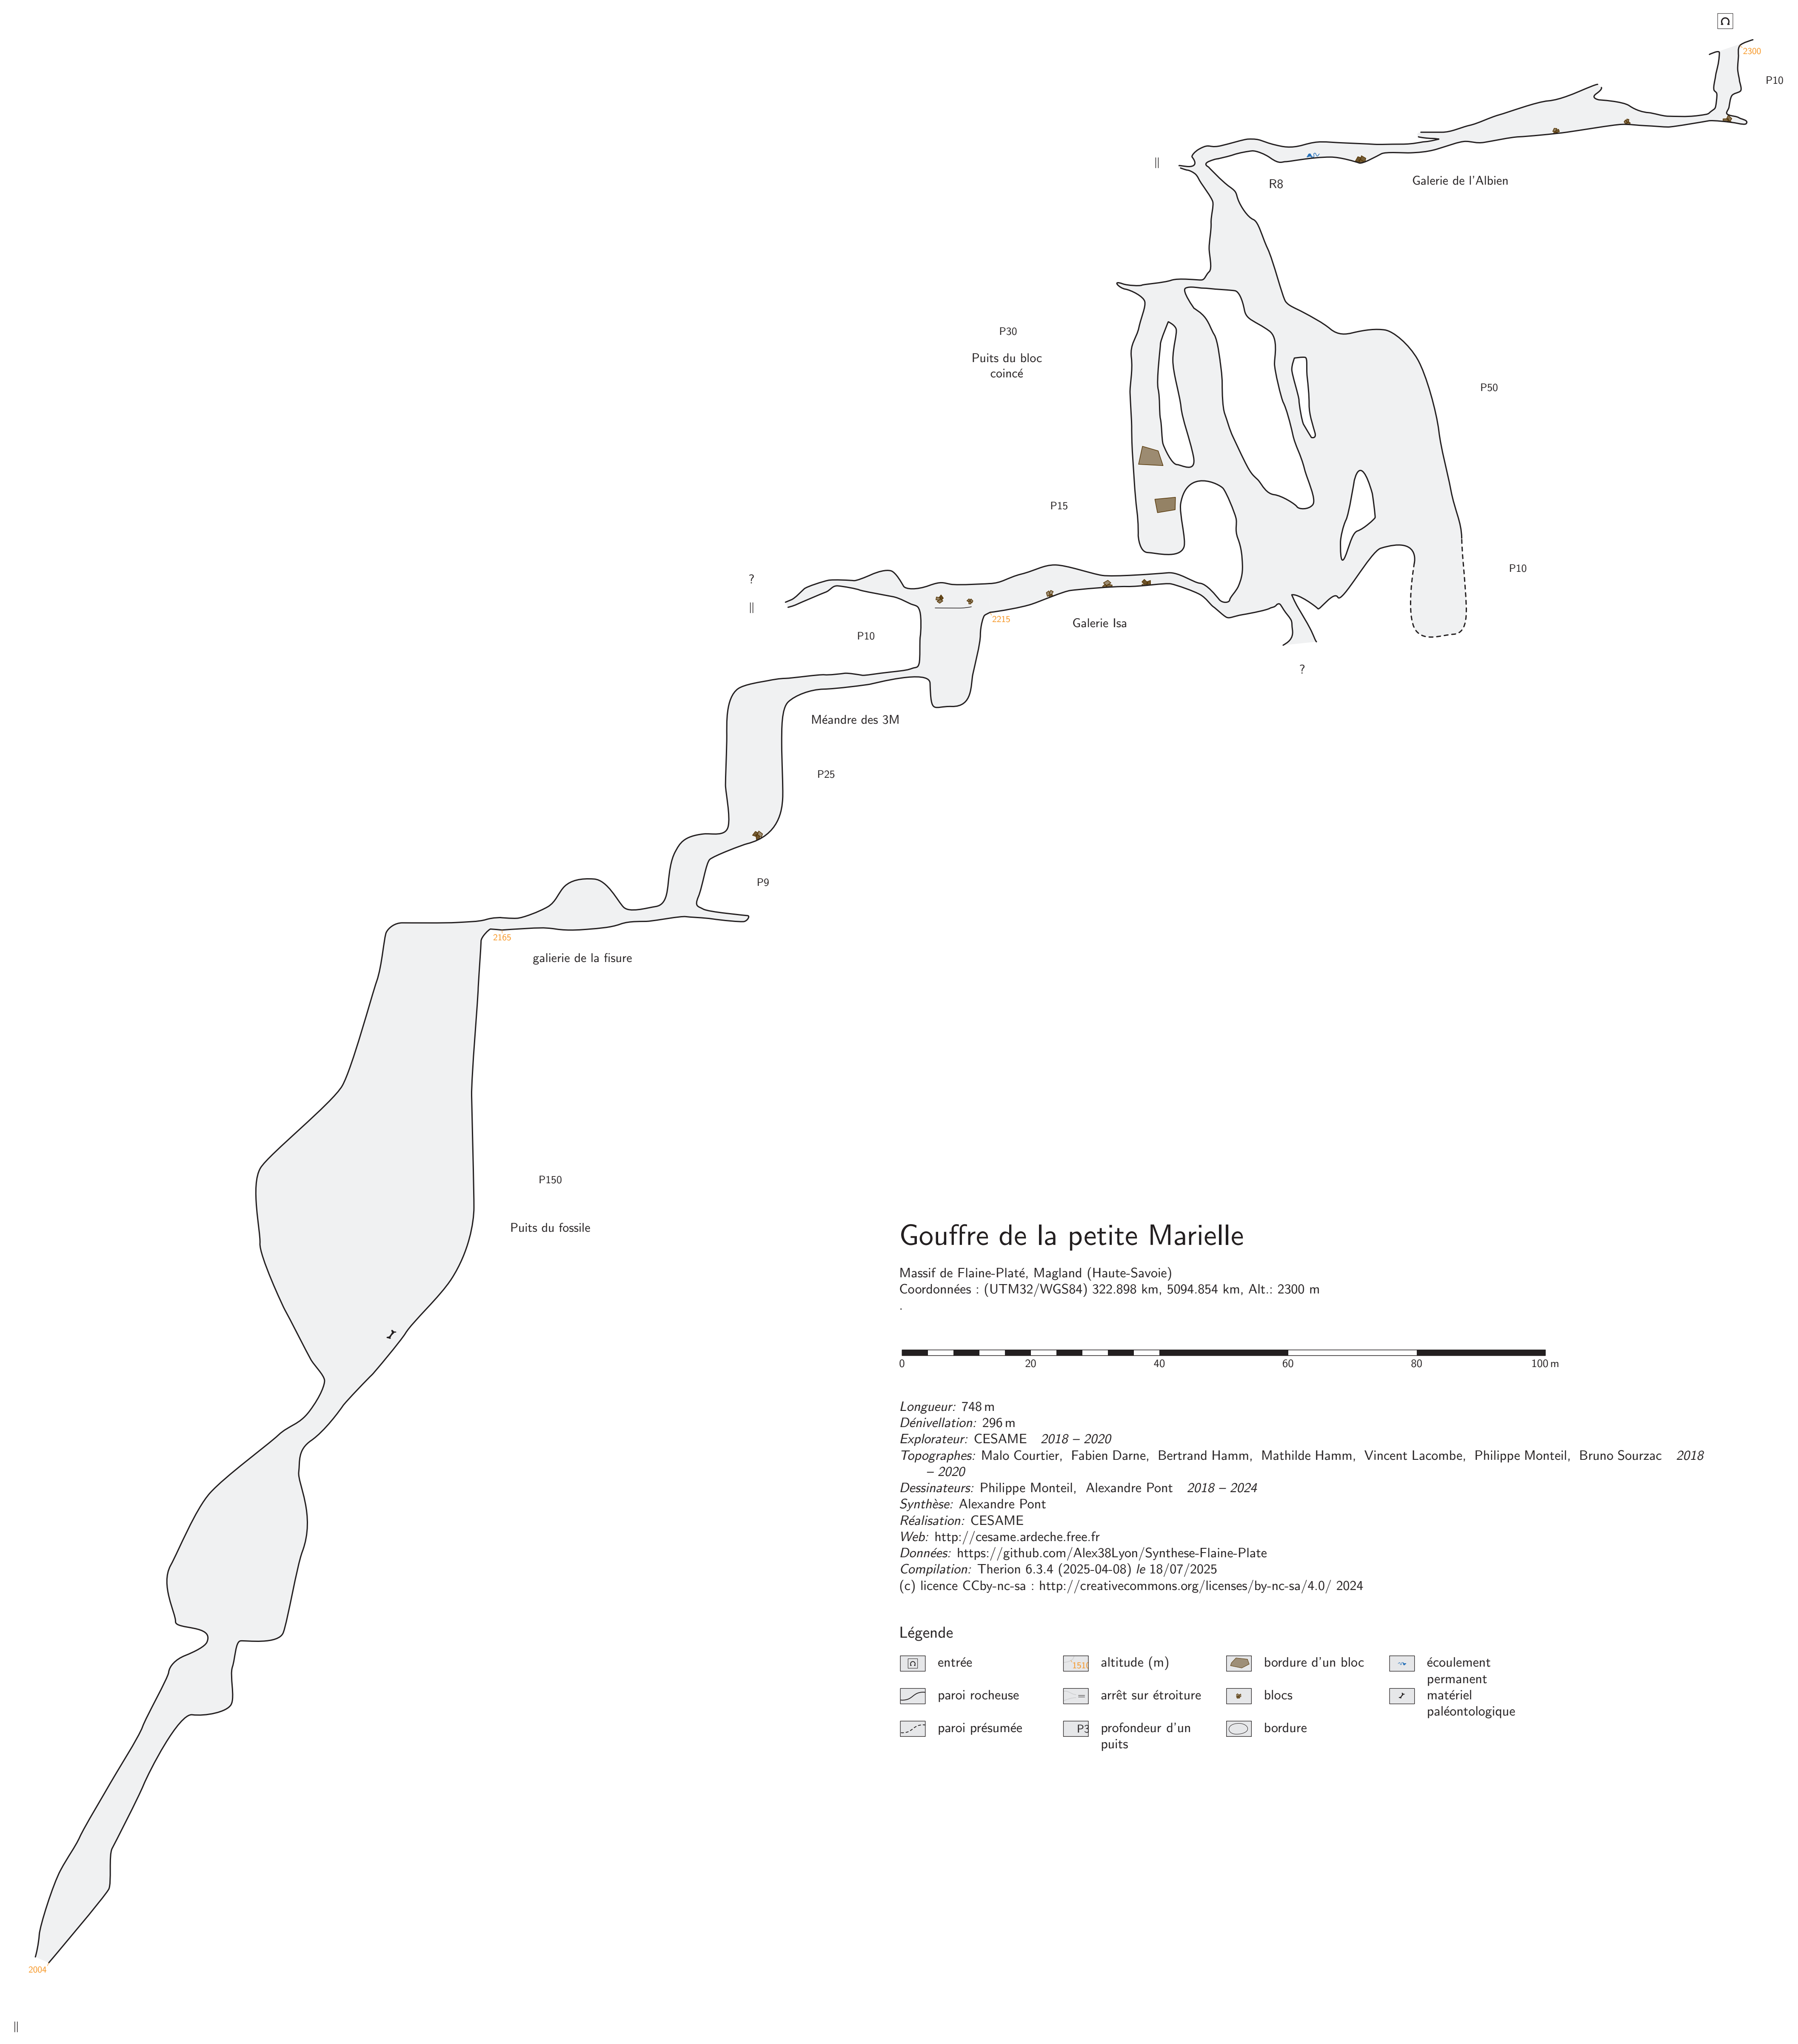 2300
P10
||
R8
Galerie de l'Albien
P30
Puits du bloc
coincé
P50
P15
P10
?
||
2215
Galerie Isa
P10
?
Méandre des 3M
P25
P9
2165
galierie de la fisure
P150
Puits du fossile
Gouffre de la petite Marielle
Massif de Flaine-Platé, Magland (Haute-Savoie)
Coordonnées : (UTM32/WGS84) 322.898 km, 5094.854 km, Alt.: 2300 m
.
0 20 40 60 80 100 m
Longueur: 748 m
Dénivellation: 296 m
Explorateur: CESAME 2018 – 2020
Topographes: Malo Courtier, Fabien Darne, Bertrand Hamm, Mathilde Hamm, Vincent Lacombe, Philippe Monteil, Bruno Sourzac 2018
– 2020
Dessinateurs: Philippe Monteil, Alexandre Pont 2018 – 2024
Synthèse: Alexandre Pont
Réalisation: CESAME
Web: http://cesame.ardeche.free.fr
Données: https://github.com/Alex38Lyon/Synthese-Flaine-Plate
Compilation: Therion 6.3.4 (2025-04-08) le 18/07/2025
(c) licence CCby-nc-sa : http://creativecommons.org/licenses/by-nc-sa/4.0/ 2024
Légende
entrée
1510 altitude (m)
bordure d'un bloc
écoulement
permanent
paroi rocheuse
arrêt sur étroiture
blocs
matériel
paléontologique
paroi présumée
P3 profondeur d'un
puits
bordure
2004
||